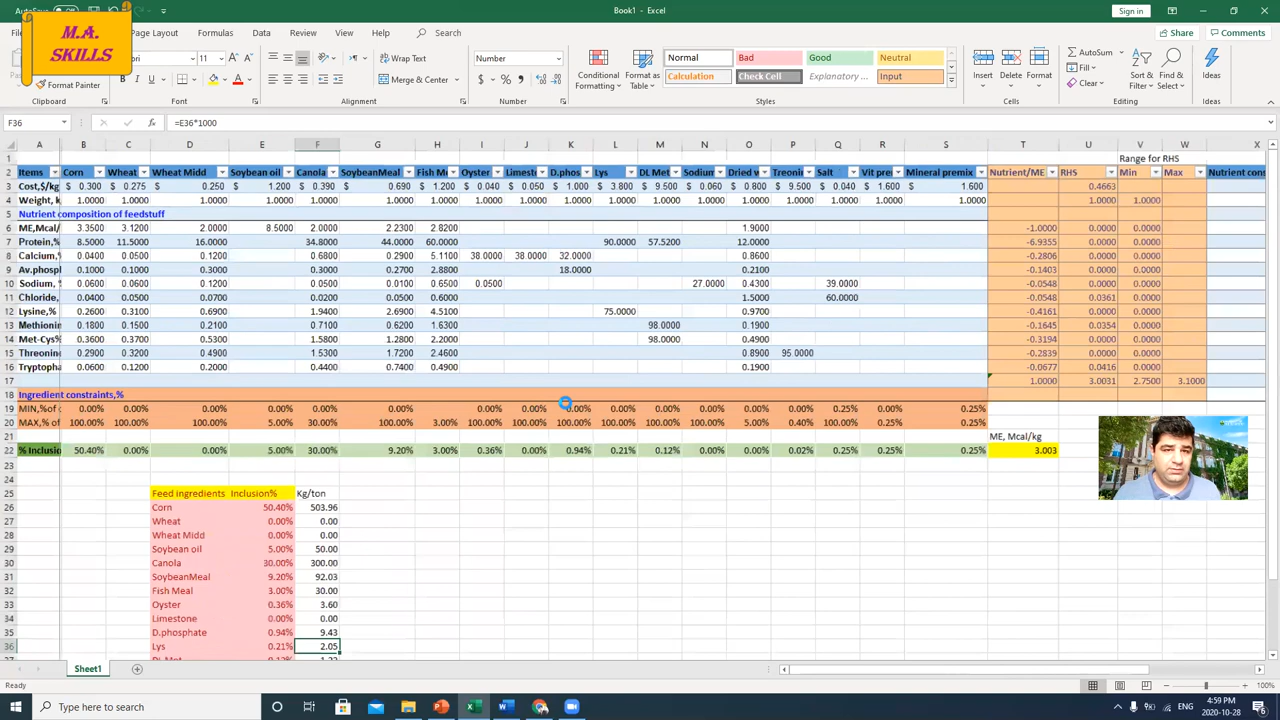 AutoSave
Book1 - Excel
Sign in
M.A.
SKILLS
Page Layout Formulas Data Review View Help Search
Share Comments
11
Wrap Text
Number
Normal Bad Good Neutral
AutoSum
Fill
Clear
Format Painter
B I U
Merge & Center
Conditional Formatting
Format as Table
Calculation Check Cell Explanatory ... Input
Insert Delete Format
Sort & Filter
Find & Select
Ideas
Clipboard Font Alignment Number Styles Cells Editing Ideas
F36 =E36*1000
A B C D E F G H I J K L M N O P Q R S T U V W X
1 Range for RHS
2 Items Corn Wheat Wheat Midd Soybean oil Canola SoybeanMeal Fish M Oyster Limest D.phos Lys DL Met Sodium Dried w Treonin Salt Vit pre Mineral premix Nutrient/ME RHS Min Max Nutrient cons
Cost,$/kg $ 0.300 $ 0.275 $ 0.250 $ 1.200 $ 0.390 $ 0.690 $ 1.200 $ 0.040 $ 0.050 $ 1.000 $ 3.800 $ 9.500 $ 0.060 $ 0.800 $ 9.500 $ 0.040 $ 1.600 $ 1.600 0.4663
4 Weight, k 1.0000 1.0000 1.0000 1.0000 1.0000 1.0000 1.0000 1.0000 1.0000 1.0000 1.0000 1.0000 1.0000 1.0000 1.0000 1.0000 1.0000 1.0000 1.0000 1.0000
5 Nutrient composition of feedstuff
6 ME,Mcal/ 3.3500 3.1200 2.0000 8.5000 2.0000 2.2300 2.8200 1.9000 -1.0000 0.0000 0.0000
7 Protein,% 8.5000 11.5000 16.0000 34.8000 44.0000 60.0000 90.0000 57.5200 12.0000 -6.9355 0.0000 0.0000
8 Calcium,% 0.0400 0.0500 0.1200 0.6800 0.2900 5.1100 38.0000 38.0000 32.0000 0.8600 -0.2806 0.0000 0.0000
9 Av.phosp 0.1000 0.1000 0.3000 0.3000 0.2700 2.8800 18.0000 0.2100 -0.1403 0.0000 0.0000
10 Sodium, 0.0600 0.0600 0.1200 0.0500 0.0100 0.6500 0.0500 27.0000 0.4300 39.0000 -0.0548 0.0000 0.0000
11 Chloride, 0.0400 0.0500 0.0700 0.0200 0.0500 0.6000 1.5000 60.0000 -0.0548 0.0361 0.0000
12 Lysine,% 0.2600 0.3100 0.6900 1.9400 2.6900 4.5100 75.0000 0.9700 -0.4161 0.0000 0.0000
13 Methionin 0.1800 0.1500 0.2100 0.7100 0.6200 1.6300 98.0000 0.1900 -0.1645 0.0354 0.0000
14 Met-Cys% 0.3600 0.3700 0.5300 1.5800 1.2800 2.2000 98.0000 0.4900 -0.3194 0.0000 0.0000
15 Threonine 0.2900 0.3200 0.4900 1.5300 1.7200 2.4600 0.8900 95.0000 -0.2839 0.0000 0.0000
16 Tryptoph 0.0600 0.1200 0.2000 0.4400 0.7400 0.4900 0.1900 -0.0677 0.0416 0.0000
17 1.0000 3.0031 2.7500 3.1000
18 Ingredient constraints,%
19 MIN,%of 0.00% 0.00% 0.00% 0.00% 0.00% 0.00% 0.00% 0.00% 0.00% 0.00% 0.00% 0.00% 0.00% 0.00% 0.25% 0.00% 0.25%
20 MAX,% of 100.00% 100.00% 100.00% 5.00% 30.00% 100.00% 3.00% 100.00% 100.00% 100.00% 100.00% 100.00% 100.00% 5.00% 0.40% 100.00% 0.25% 0.25%
21 ME, Mcal/kg
22 % Inclusio 50.40% 0.00% 0.00% 5.00% 30.00% 9.20% 3.00% 0.36% 0.00% 0.94% 0.21% 0.12% 0.00% 0.00% 0.02% 0.25% 0.25% 0.25% 3.003
23
24
25 Feed ingredients Inclusion% Kg/ton
26 Corn 50.40% 503.96
27 Wheat 0.00% 0.00
28 Wheat Midd 0.00% 0.00
29 Soybean oil 5.00% 50.00
30 Canola 30.00% 300.00
31 SoybeanMeal 9.20% 92.03
32 Fish Meal 3.00% 30.00
33 Oyster 0.36% 3.60
34 Limestone 0.00% 0.00
35 D.phosphate 0.94% 9.43
36 Lys 0.21% 2.05
Sheet1
Ready
100%
Type here to search
ENG
4:59 PM
2020-10-28